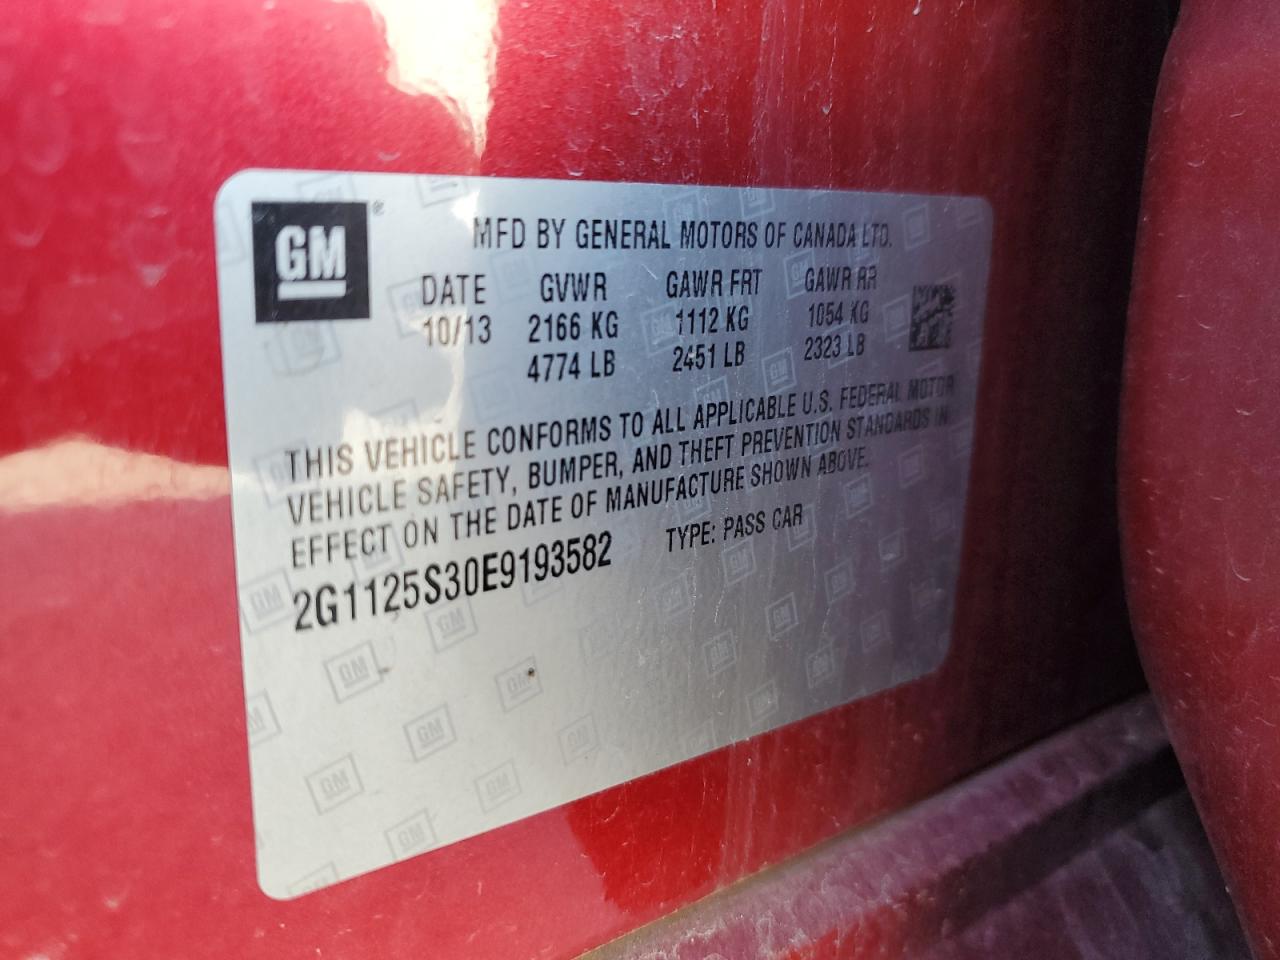 GM®
MFD BY GENERAL MOTORS OF CANADA LTD.
DATE GVWR GAWR FRT GAWR RR
10/13 2166 KG 1112 KG 1054 KG
4774 LB 2451 LB 2323 LB
THIS VEHICLE CONFORMS TO ALL APPLICABLE U.S. FEDERAL MOTOR
VEHICLE SAFETY, BUMPER, AND THEFT PREVENTION STANDARDS IN
EFFECT ON THE DATE OF MANUFACTURE SHOWN ABOVE.
2G1125S30E9193582 TYPE: PASS CAR